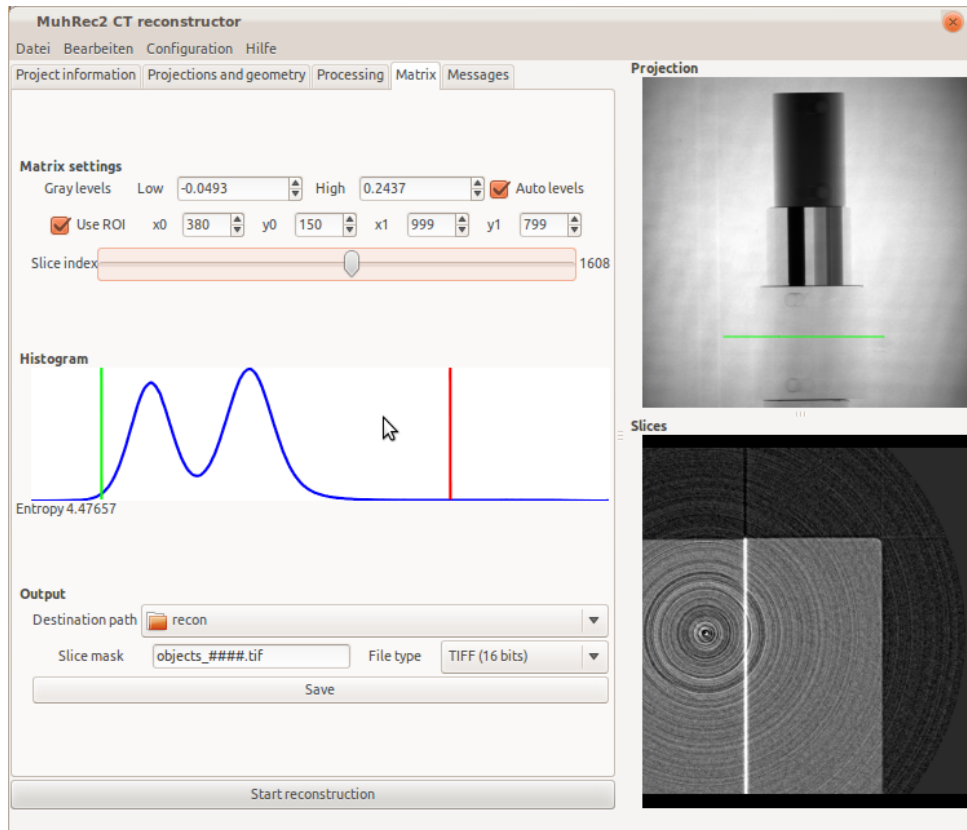 MuhRec2 CT reconstructor
Datei Bearbeiten Configuration Hilfe
Project information Projections and geometry Processing Matrix Messages
Matrix settings
Gray levels Low -0.0493 High 0.2437 Auto levels
Use ROI x0 380 y0 150 x1 999 y1 799
Slice index 1608
Histogram
Entropy 4.47657
Output
Destination path recon
Slice mask objects_####.tif File type TIFF (16 bits)
Save
Start reconstruction
Projection
Slices